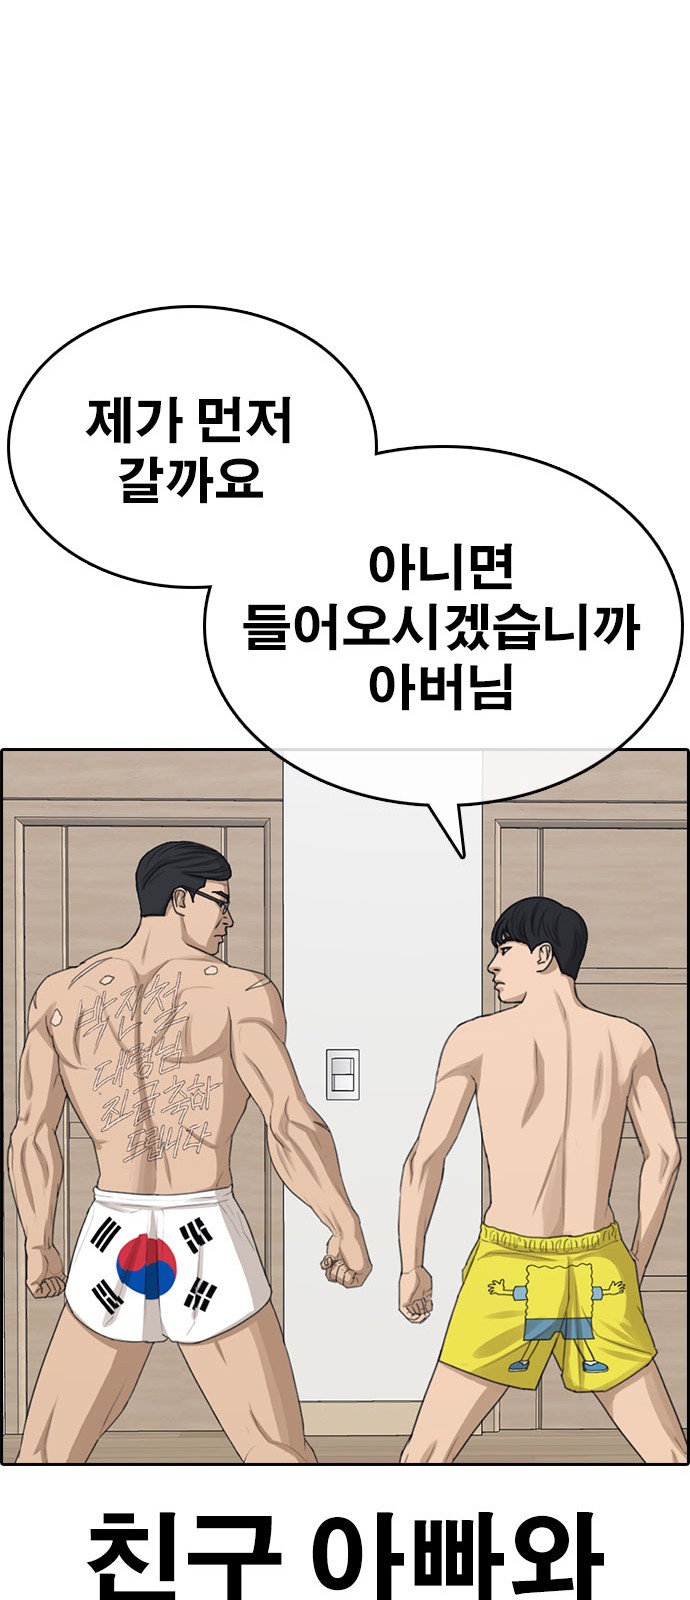 제가 먼저
갈까요
아니면
들어오시겠습니까
아버님
박진철
대령님
진급 축하
드립니다
친구 아빠와